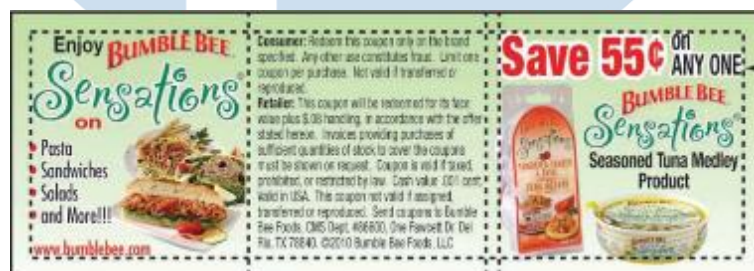 Enjoy BUMBLE BEE
Sensations®
on
• Pasta
• Sandwiches
• Salads
• and More!!!
www.bumblebee.com
Consumer: Redeem this coupon only on the brand
specified. Any other use constitutes fraud. Limit one
coupon per purchase. Not valid if transferred or
reproduced.
Retailer: This coupon will be redeemed for its face
value plus $.08 handling, in accordance with the offer
stated hereon. Invoices providing purchases of
sufficient quantities of stock to cover the coupons
must be shown on request. Coupon is void if taxed,
prohibited, or restricted by law. Cash value .001 cent.
Valid in USA. This coupon not valid if assigned,
transferred or reproduced. Send coupons to Bumble
Bee Foods, CMS Dept. #86600, One Fawcett Dr. Del
Rio, TX 78840. ©2010 Bumble Bee Foods, LLC
Save 55¢ on
ANY ONE
BUMBLE BEE
Sensations®
Seasoned Tuna Medley
Product
Sensations
Sensations